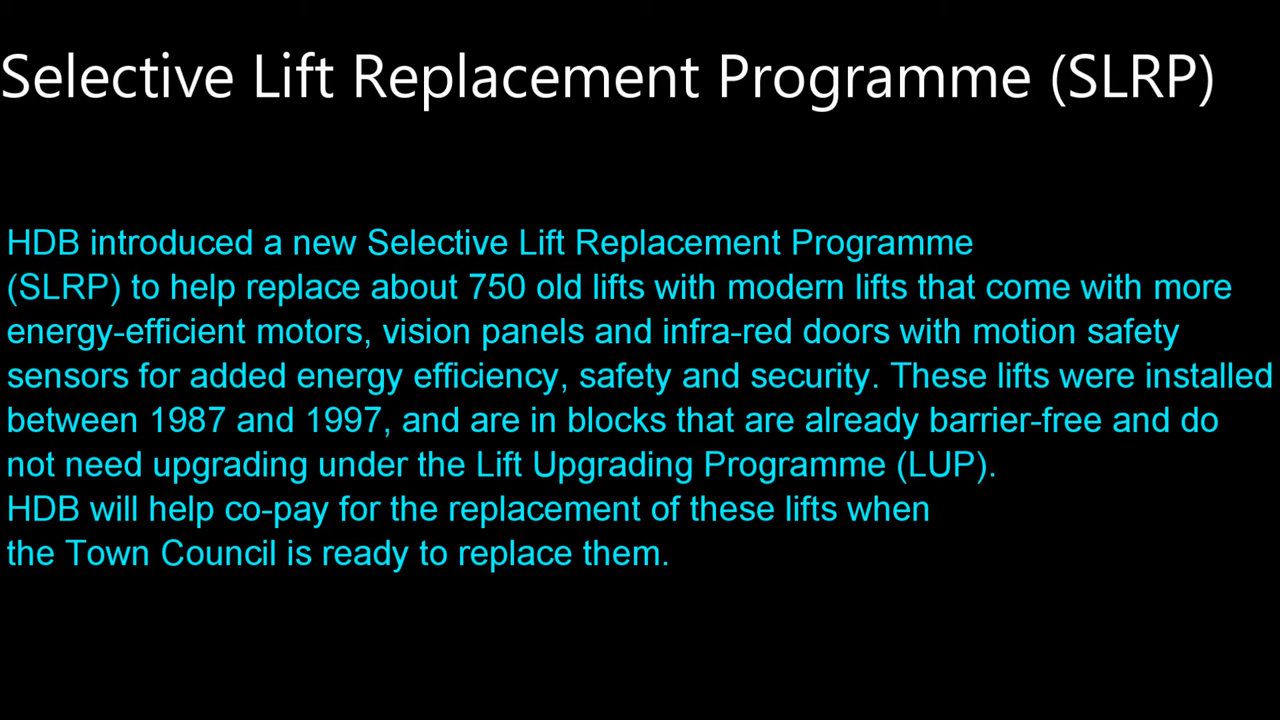 Selective Lift Replacement Programme (SLRP)
HDB introduced a new Selective Lift Replacement Programme
(SLRP) to help replace about 750 old lifts with modern lifts that come with more
energy-efficient motors, vision panels and infra-red doors with motion safety
sensors for added energy efficiency, safety and security. These lifts were installed
between 1987 and 1997, and are in blocks that are already barrier-free and do
not need upgrading under the Lift Upgrading Programme (LUP).
HDB will help co-pay for the replacement of these lifts when
the Town Council is ready to replace them.